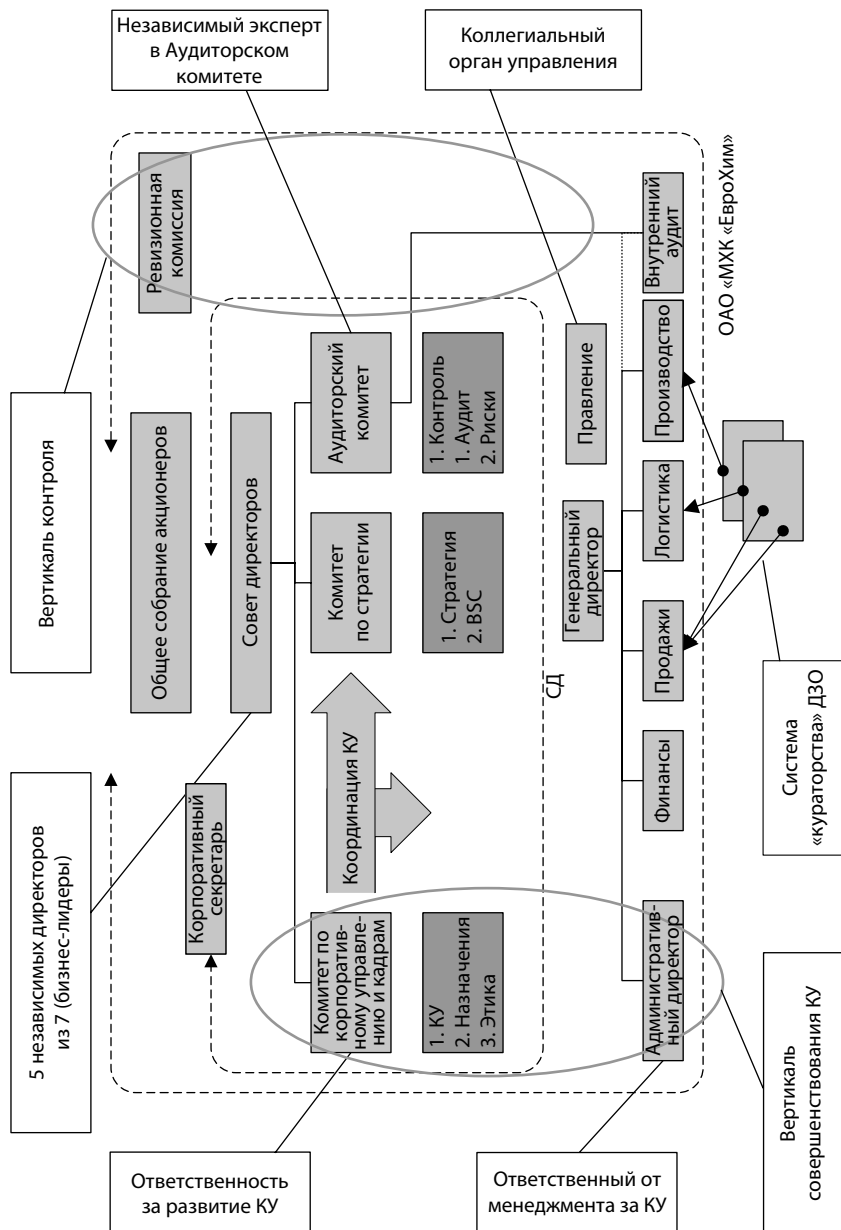 5 независимых директоров
из 7 (бизнес-лидеры)
Вертикаль контроля
Независимый эксперт
в Аудиторском
комитете
Коллегиальный
орган управления
Общее собрание акционеров
Ревизионная
комиссия
Корпоративный
секретарь
Совет директоров
Комитет по
корпоратив-
ному управле-
нию и кадрам
Координация КУ
Комитет
по стратегии
Аудиторский
комитет
1. КУ
2. Назначения
3. Этика
1. Стратегия
2. BSC
1. Контроль
1. Аудит
2. Риски
СД
Генеральный
директор
Правление
Административ-
ный директор
Финансы
Продажи
Логистика
Производство
Внутренний
аудит
ОАО «МХК «ЕвроХим»
Ответственность
за развитие КУ
Ответственный от
менеджмента за КУ
Вертикаль
совершенствования КУ
Система
«кураторства» ДЗО